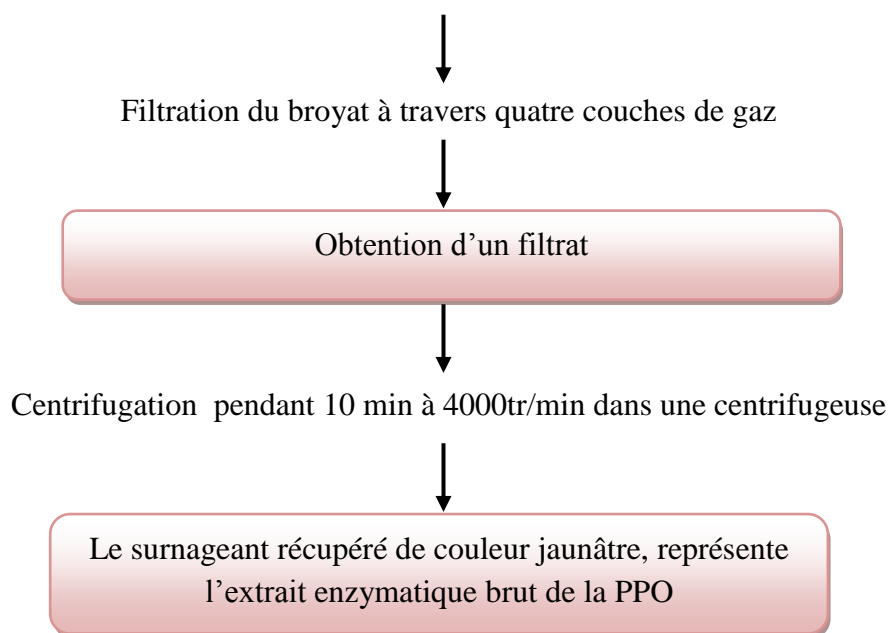 Filtration du broyat à travers quatre couches de gaz
Obtention d’un filtrat
Centrifugation pendant 10 min à 4000tr/min dans une centrifugeuse
Le surnageant récupéré de couleur jaunâtre, représente
l’extrait enzymatique brut de la PPO